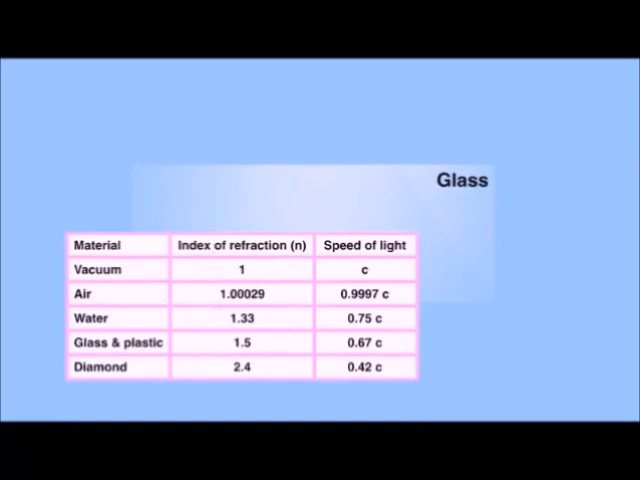 Glass
Material Index of refraction (n) Speed of light
Vacuum 1 c
Air 1.00029 0.9997 c
Water 1.33 0.75 c
Glass & plastic 1.5 0.67 c
Diamond 2.4 0.42 c